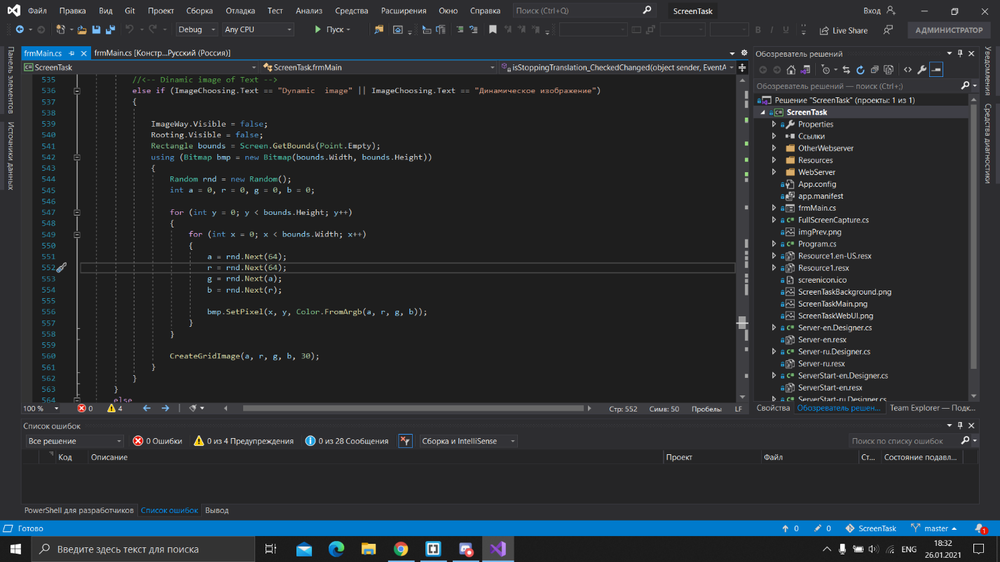 Файл Правка Вид Git Проект Сборка Отладка Тест Анализ Средства Расширения Окно Справка Поиск (Ctrl+Q) ScreenTask Вход
Debug Any CPU Пуск Live Share АДМИНИСТРАТОР
Панель элементов
Источники данных
frmMain.cs frmMain.cs [Констр...Русский (Россия)]
ScreenTask ScreenTask.frmMain isStoppingTranslation_CheckedChanged(object sender, EventA
535 //<-- Dinamic image of Text -->
536 else if (ImageChoosing.Text == "Dynamic  image" || ImageChoosing.Text == "Динамическое изображение")
537 {
538
539 ImageWay.Visible = false;
540 Rooting.Visible = false;
541 Rectangle bounds = Screen.GetBounds(Point.Empty);
542 using (Bitmap bmp = new Bitmap(bounds.Width, bounds.Height))
543 {
544 Random rnd = new Random();
545 int a = 0, r = 0, g = 0, b = 0;
546
547 for (int y = 0; y < bounds.Height; y++)
548 {
549 for (int x = 0; x < bounds.Width; x++)
550 {
551 a = rnd.Next(64);
552 r = rnd.Next(64);
553 g = rnd.Next(a);
554 b = rnd.Next(r);
555
556 bmp.SetPixel(x, y, Color.FromArgb(a, r, g, b));
557 }
558 }
559
560 CreateGridImage(a, r, g, b, 30);
561 }
562 }
563 }
564 else
100 % 0 4 Стр: 552 Симв: 50 Пробелы LF
Обозреватель решений
Обозреватель решений — поиск (Ctrl+;)
Решение "ScreenTask" (проекты: 1 из 1)
ScreenTask
Properties
Ссылки
OtherWebserver
Resources
WebServer
App.config
app.manifest
frmMain.cs
FullScreenCapture.cs
imgPrev.png
Program.cs
Resource1.en-US.resx
Resource1.resx
screenicon.ico
ScreenTaskBackground.png
ScreenTaskMain.png
ScreenTaskWebUI.png
Server-en.Designer.cs
Server-en.resx
Server-ru.Designer.cs
Server-ru.resx
ServerStart-en.Designer.cs
ServerStart-en.resx
ServerStart-ru.Designer.cs
Свойства Обозреватель решен... Team Explorer — Подк...
Уведомления
Средства диагностики
Список ошибок
Все решение 0 Ошибки 0 из 4 Предупреждения 0 из 28 Сообщения Сборка и IntelliSense Поиск по списку ошибок
Код Описание Проект Файл Ст... Состояние подавл...
PowerShell для разработчиков Список ошибок Вывод
Готово 0 0 ScreenTask master 1
Введите здесь текст для поиска ENG 18:32
26.01.2021